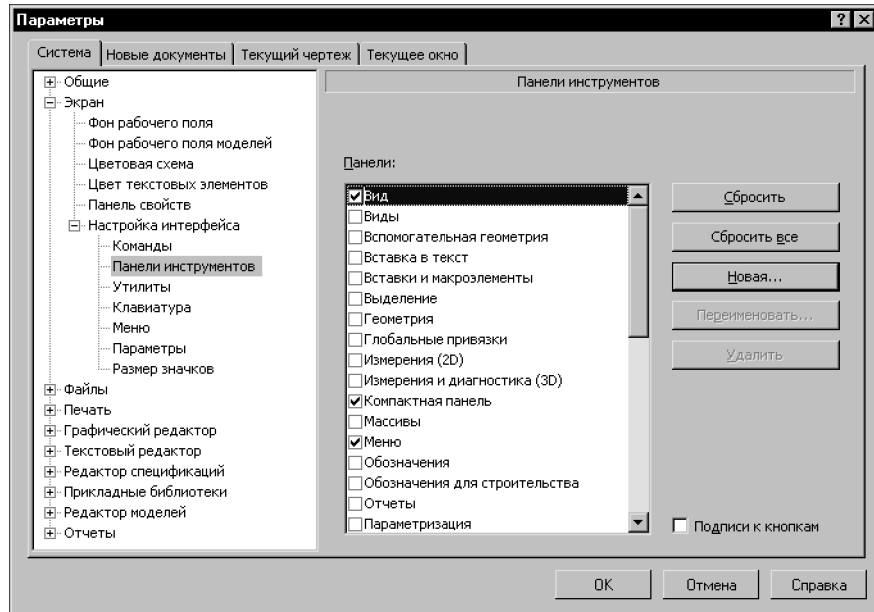 Параметры
Система Новые документы Текущий чертеж Текущее окно
Общие
Экран
Фон рабочего поля
Фон рабочего поля моделей
Цветовая схема
Цвет текстовых элементов
Панель свойств
Настройка интерфейса
Команды
Панели инструментов
Утилиты
Клавиатура
Меню
Параметры
Размер значков
Файлы
Печать
Графический редактор
Текстовый редактор
Редактор спецификаций
Прикладные библиотеки
Редактор моделей
Отчеты
Панели инструментов
Панели:
Вид
Виды
Вспомогательная геометрия
Вставка в текст
Вставки и макроэлементы
Выделение
Геометрия
Глобальные привязки
Измерения (2D)
Измерения и диагностика (3D)
Компактная панель
Массивы
Меню
Обозначения
Обозначения для строительства
Отчеты
Параметризация
Сбросить
Сбросить все
Новая...
Переименовать...
Удалить
Подписи к кнопкам
OK Отмена Справка